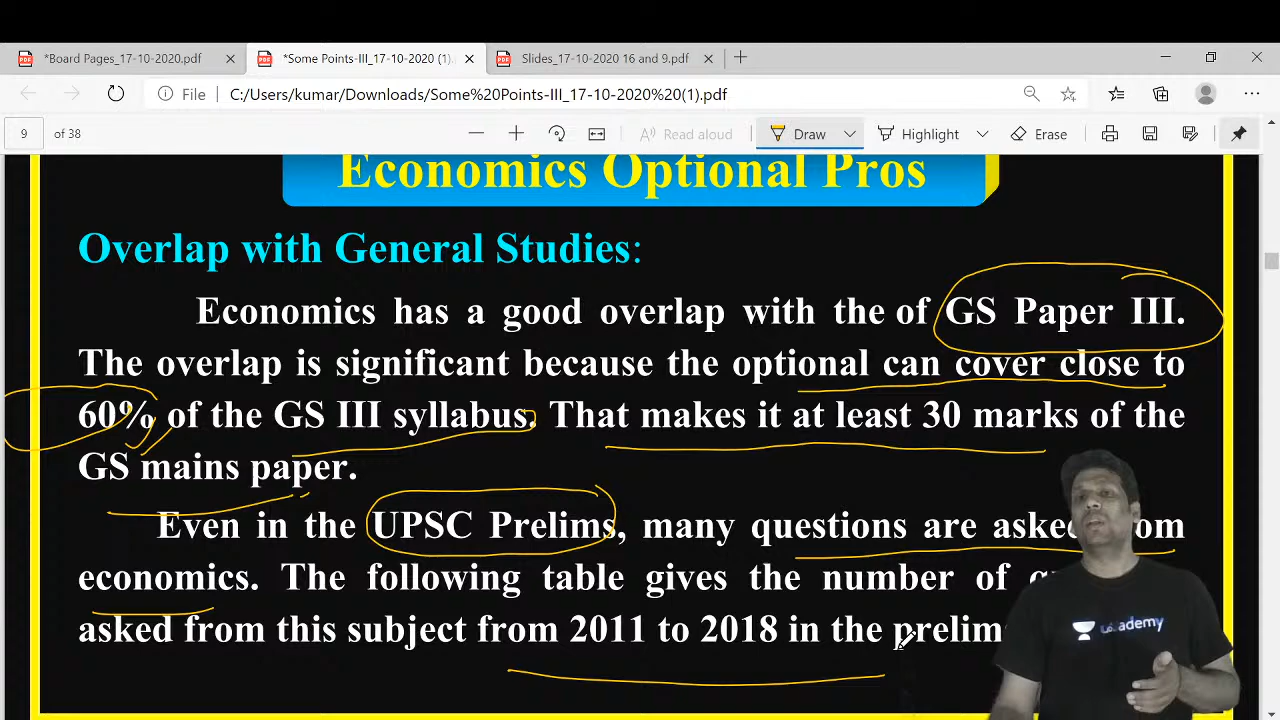 *Board Pages_17-10-2020.pdf
*Some Points-III_17-10-2020 (1).
Slides_17-10-2020 16 and 9.pdf
File
C:/Users/kumar/Downloads/Some%20Points-III_17-10-2020%20(1).pdf
9 of 38
Read aloud
Draw
Highlight
Erase
Economics Optional Pros
Overlap with General Studies:
Economics has a good overlap with the of GS Paper III.
The overlap is significant because the optional can cover close to
60% of the GS III syllabus. That makes it at least 30 marks of the
GS mains paper.
Even in the UPSC Prelims, many questions are asked from
economics. The following table gives the number of
asked from this subject from 2011 to 2018 in the prelims